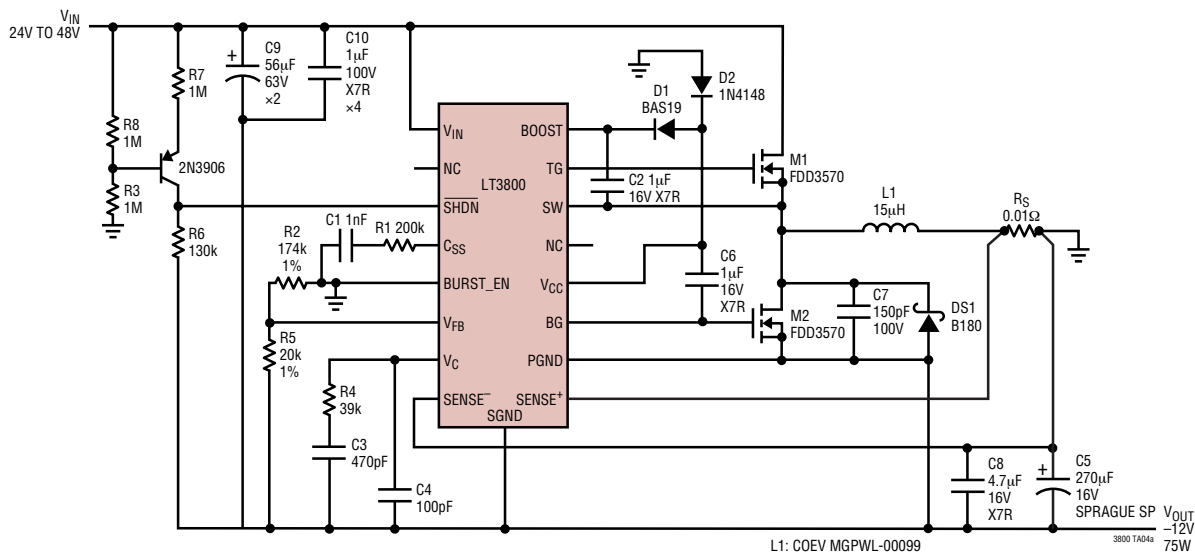 VIN
24V TO 48V
R8
1M
R3
1M
R7
1M
2N3906
R6
130k
C9
56µF
63V
×2
C10
1µF
100V
X7R
×4
R2
174k
1%
C1 1nF
R1 200k
R5
20k
1%
R4
39k
C3
470pF
C4
100pF
VIN
NC
SHDN
CSS
BURST_EN
VFB
VC
SENSE–
SGND
LT3800
BOOST
TG
SW
NC
VCC
BG
PGND
SENSE+
D1
BAS19
D2
1N4148
C2 1µF
16V X7R
C6
1µF
16V
X7R
M1
FDD3570
M2
FDD3570
L1
15µH
RS
0.01Ω
C7
150pF
100V
DS1
B180
C8
4.7µF
16V
X7R
C5
270µF
16V
SPRAGUE SP
VOUT
–12V
75W
3800 TA04a
L1: COEV MGPWL-00099
+
+